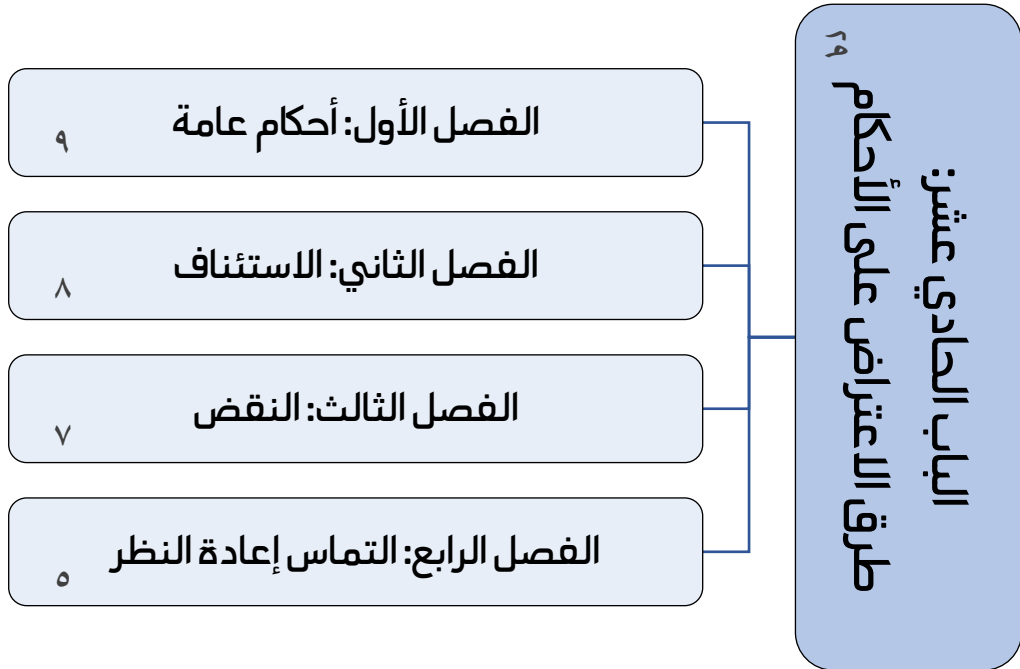 الباب الحادي عشر:
طرق الاعتراض على الأحكام
٢٩
الفصل الأول: أحكام عامة
٩
الفصل الثاني: الاستئناف
٨
الفصل الثالث: النقض
٧
الفصل الرابع: التماس إعادة النظر
٥